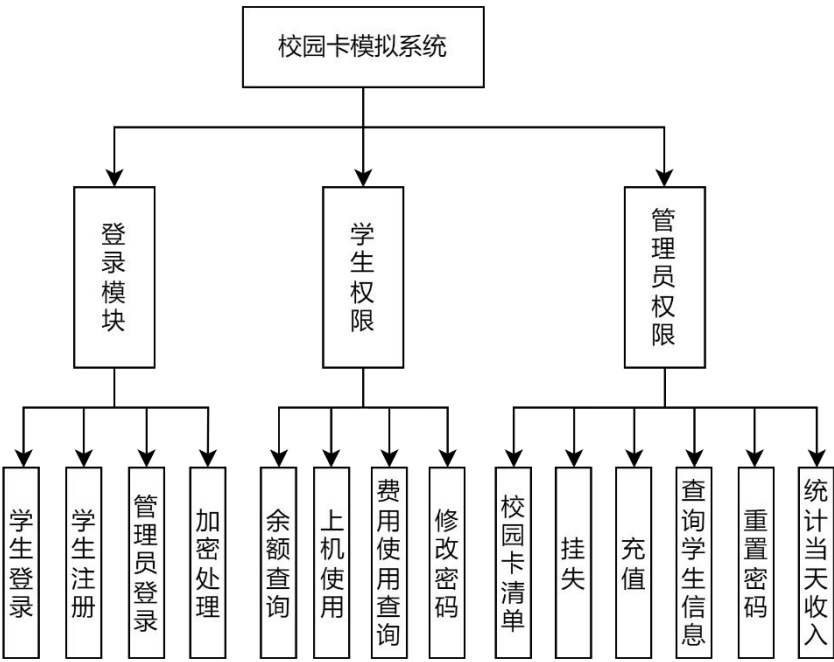 校园卡模拟系统
登录模块
学生权限
管理员权限
学生登录
学生注册
管理员登录
加密处理
余额查询
上机使用
费用使用查询
修改密码
校园卡清单
挂失
充值
查询学生信息
重置密码
统计当天收入